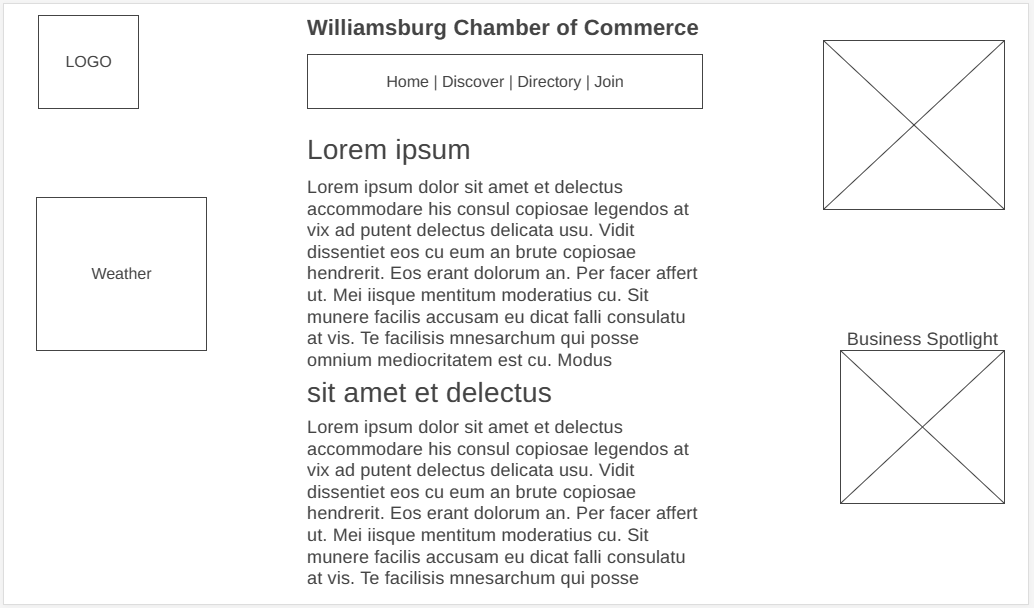 LOGO
Williamsburg Chamber of Commerce
Home | Discover | Directory | Join
Weather
Lorem ipsum
Lorem ipsum dolor sit amet et delectus
accommodare his consul copiosae legendos at
vix ad putent delectus delicata usu. Vidit
dissentiet eos cu eum an brute copiosae
hendrerit. Eos erant dolorum an. Per facer affert
ut. Mei iisque mentitum moderatius cu. Sit
munere facilis accusam eu dicat falli consulatu
at vis. Te facilisis mnesarchum qui posse
omnium mediocritatem est cu. Modus
sit amet et delectus
Lorem ipsum dolor sit amet et delectus
accommodare his consul copiosae legendos at
vix ad putent delectus delicata usu. Vidit
dissentiet eos cu eum an brute copiosae
hendrerit. Eos erant dolorum an. Per facer affert
ut. Mei iisque mentitum moderatius cu. Sit
munere facilis accusam eu dicat falli consulatu
at vis. Te facilisis mnesarchum qui posse
Business Spotlight